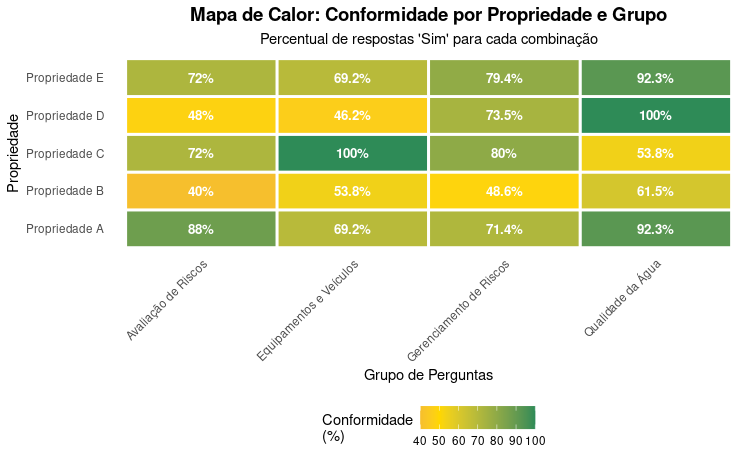 Mapa de Calor: Conformidade por Propriedade e Grupo
Percentual de respostas 'Sim' para cada combinação
Propriedade
Propriedade E 72% 69.2% 79.4% 92.3%
Propriedade D 48% 46.2% 73.5% 100%
Propriedade C 72% 100% 80% 53.8%
Propriedade B 40% 53.8% 48.6% 61.5%
Propriedade A 88% 69.2% 71.4% 92.3%
Avaliação de Riscos
Equipamentos e Veículos
Gerenciamento de Riscos
Qualidade da Água
Grupo de Perguntas
Conformidade
(%)
40 50 60 70 80 90 100